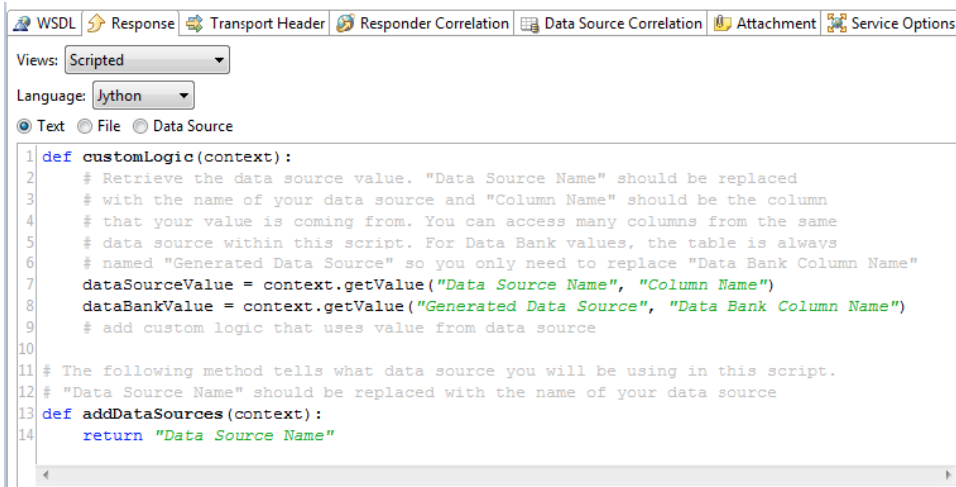 WSDL Response Transport Header Responder Correlation Data Source Correlation Attachment Service Options
Views: Scripted
Language: Jython
Text File Data Source
1 def customLogic(context):
2 # Retrieve the data source value. "Data Source Name" should be replaced
3 # with the name of your data source and "Column Name" should be the column
4 # that your value is coming from. You can access many columns from the same
5 # data source within this script. For Data Bank values, the table is always
6 # named "Generated Data Source" so you only need to replace "Data Bank Column Name"
7 dataSourceValue = context.getValue("Data Source Name", "Column Name")
8 dataBankValue = context.getValue("Generated Data Source", "Data Bank Column Name")
9 # add custom logic that uses value from data source
10
11 # The following method tells what data source you will be using in this script.
12 # "Data Source Name" should be replaced with the name of your data source
13 def addDataSources(context):
14 return "Data Source Name"